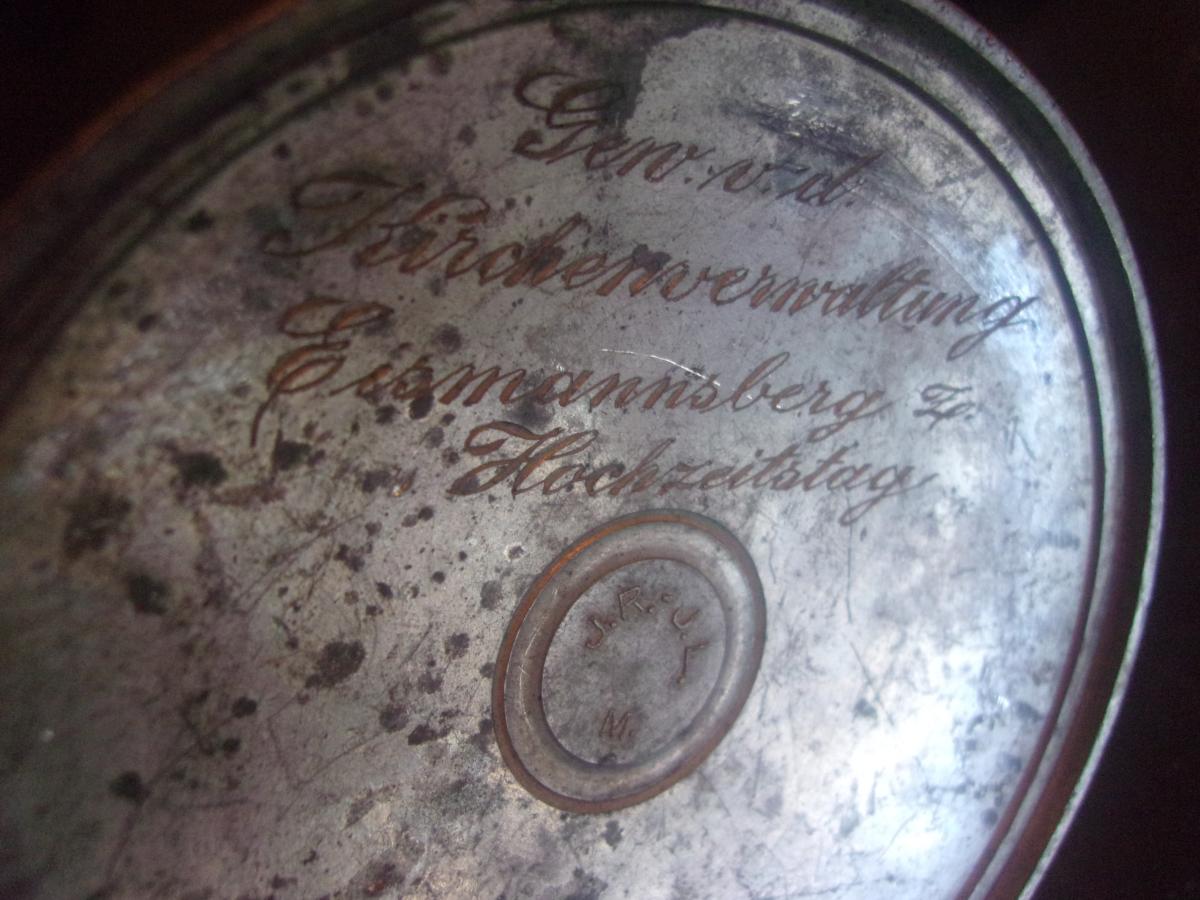 Gew. v. d.
Kirchenverwaltung
Eismannsberg z.
Hochzeitstag
J. R. J. L
M.